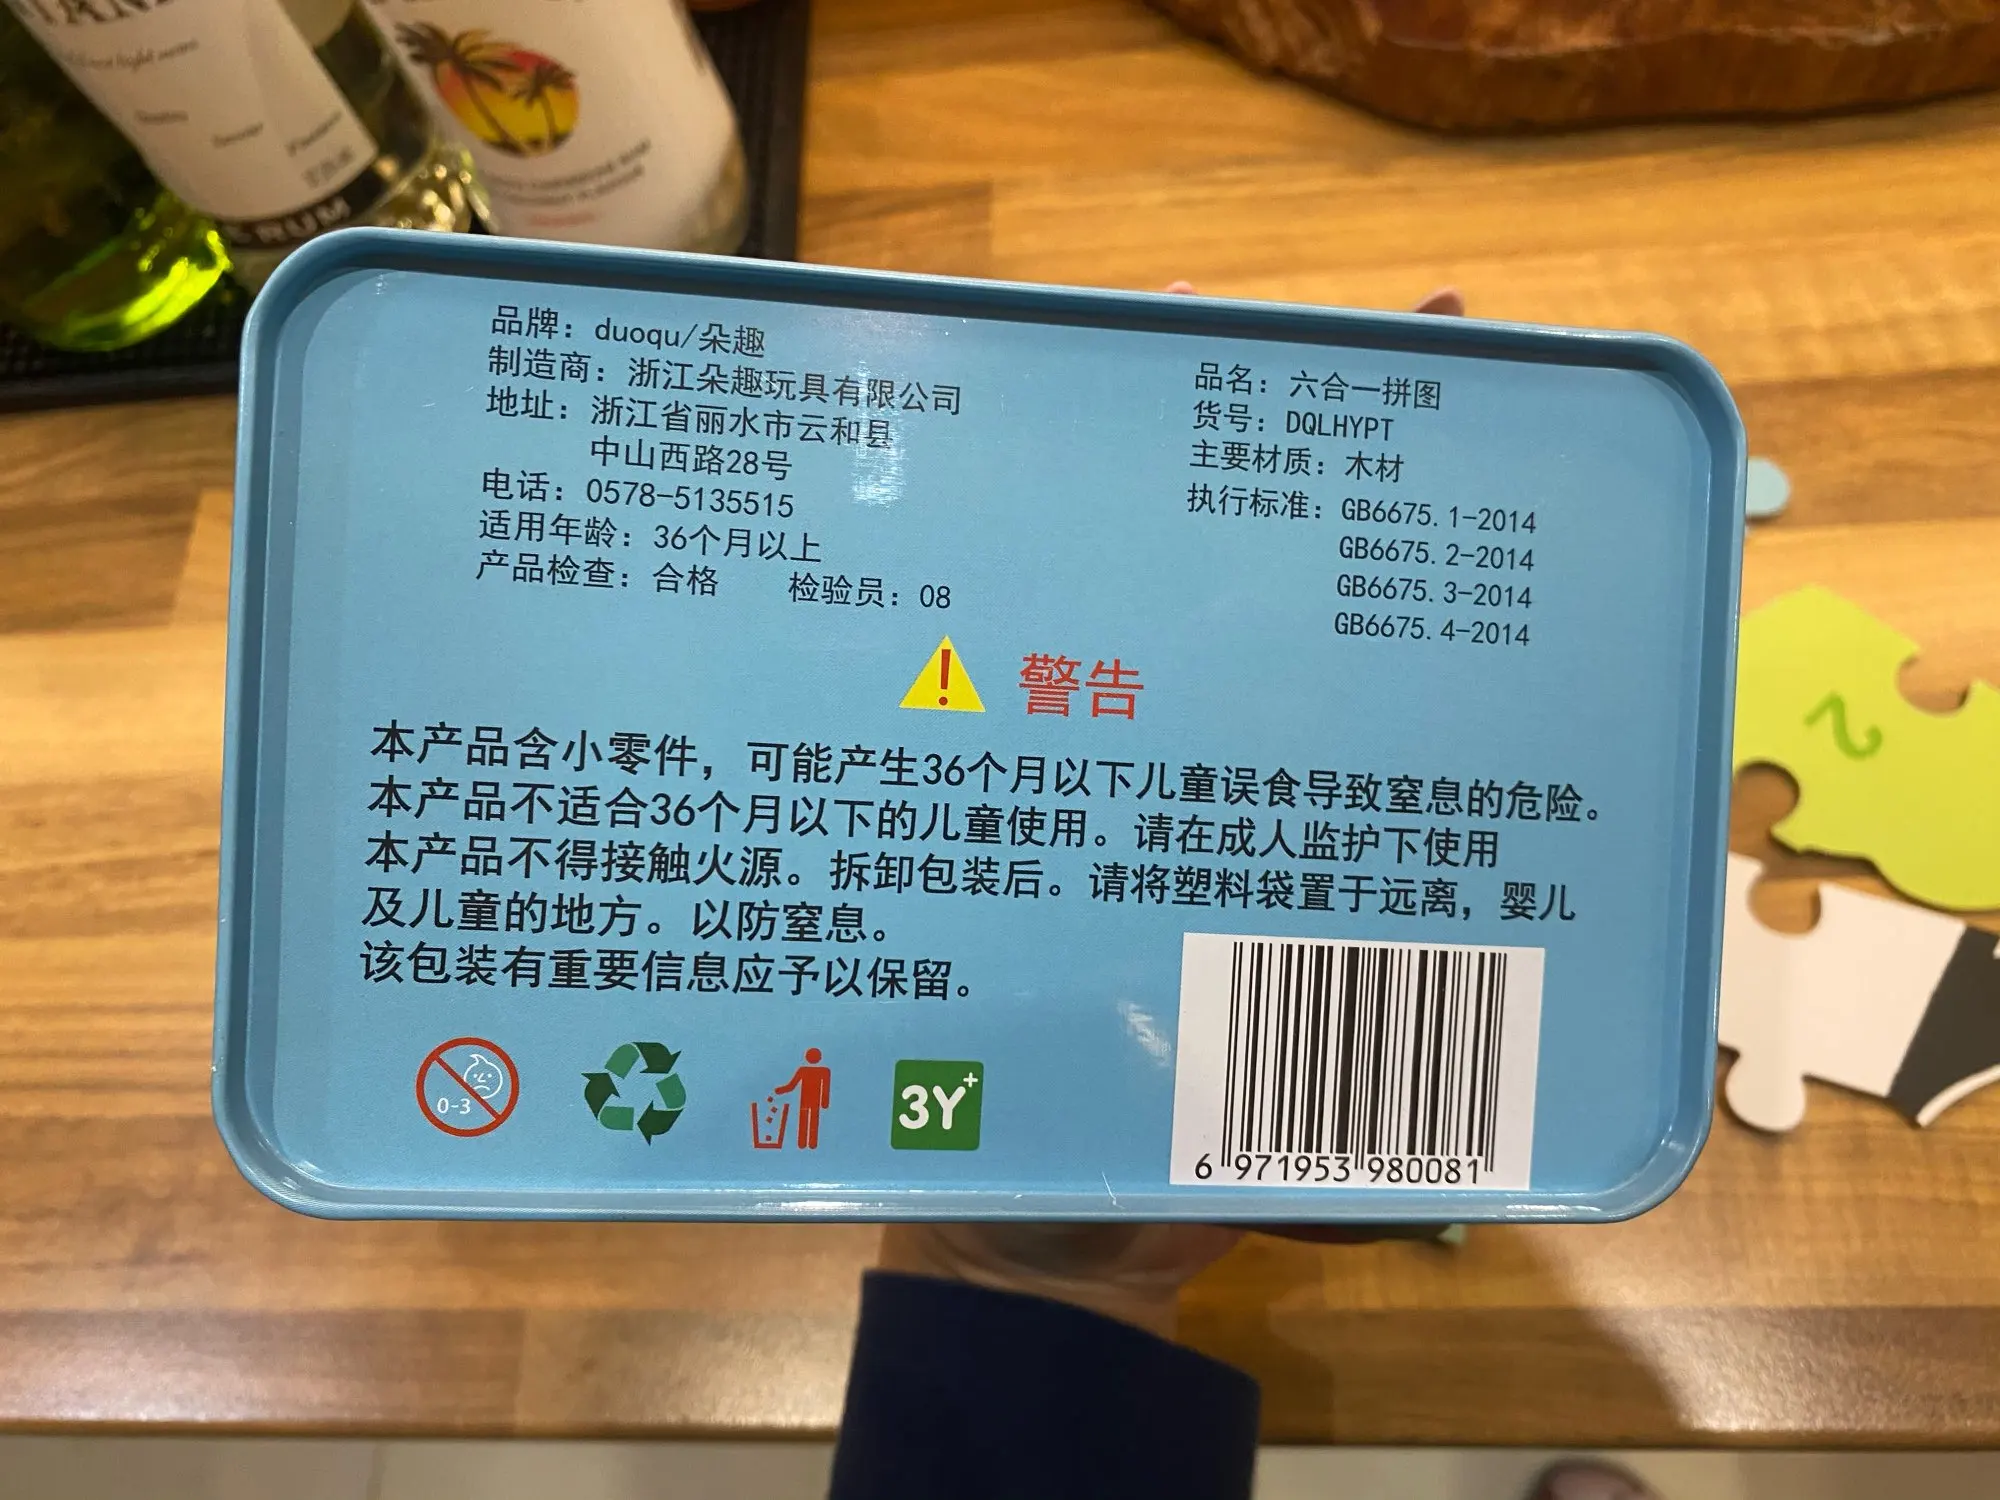 RUM
品牌：duoqu/朵趣
制造商：浙江朵趣玩具有限公司
地址：浙江省丽水市云和县
中山西路28号
电话：0578-5135515
适用年龄：36个月以上
产品检查：合格 检验员：08
品名：六合一拼图
货号：DQLHYPT
主要材质：木材
执行标准：GB6675.1-2014
GB6675.2-2014
GB6675.3-2014
GB6675.4-2014
! 警告
本产品含小零件，可能产生36个月以下儿童误食导致窒息的危险。
本产品不适合36个月以下的儿童使用。请在成人监护下使用
本产品不得接触火源。拆卸包装后。请将塑料袋置于远离，婴儿
及儿童的地方。以防窒息。
该包装有重要信息应予以保留。
0-3
3Y+
6 971953 980081
2